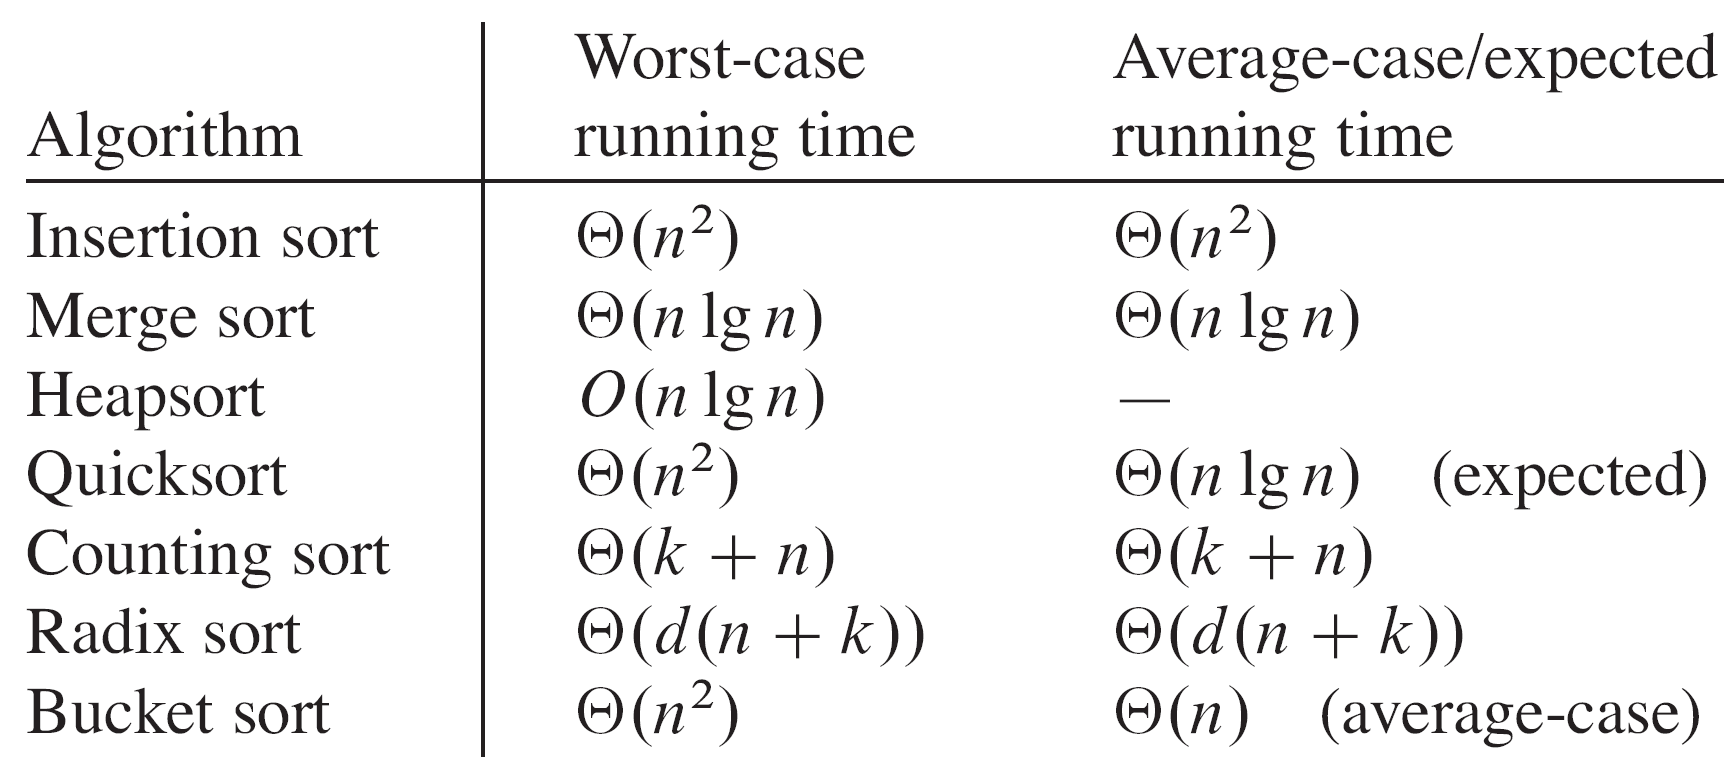 Algorithm Worst-case running time Average-case/expected running time
Insertion sort Θ(n²) Θ(n²)
Merge sort Θ(n lg n) Θ(n lg n)
Heapsort O(n lg n) —
Quicksort Θ(n²) Θ(n lg n) (expected)
Counting sort Θ(k + n) Θ(k + n)
Radix sort Θ(d(n + k)) Θ(d(n + k))
Bucket sort Θ(n²) Θ(n) (average-case)